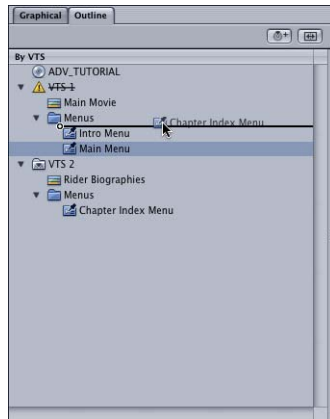 Graphical Outline
By VTS
ADV_TUTORIAL
VTS 1
Main Movie
Menus
Chapter Index Menu
Intro Menu
Main Menu
VTS 2
Rider Biographies
Menus
Chapter Index Menu